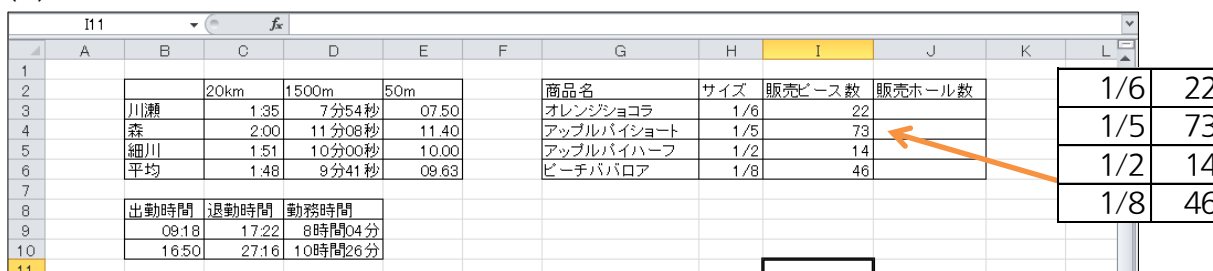 I11 fx
A B C D E F G H I J K L
1
2 20km 1500m 50m 商品名 サイズ 販売ピース数 販売ホール数
3 川瀬 1:35 7分54秒 07.50 オレンジショコラ 1/6 22
4 森 2:00 11分08秒 11.40 アップルパイショート 1/5 73
5 細川 1:51 10分00秒 10.00 アップルパイハーフ 1/2 14
6 平均 1:48 9分41秒 09.63 ピーチババロア 1/8 46
7
8 出勤時間 退勤時間 勤務時間
9 09:18 17:22 8時間04分
10 16:50 27:16 10時間26分
11
1/6 22
1/5 73
1/2 14
1/8 46